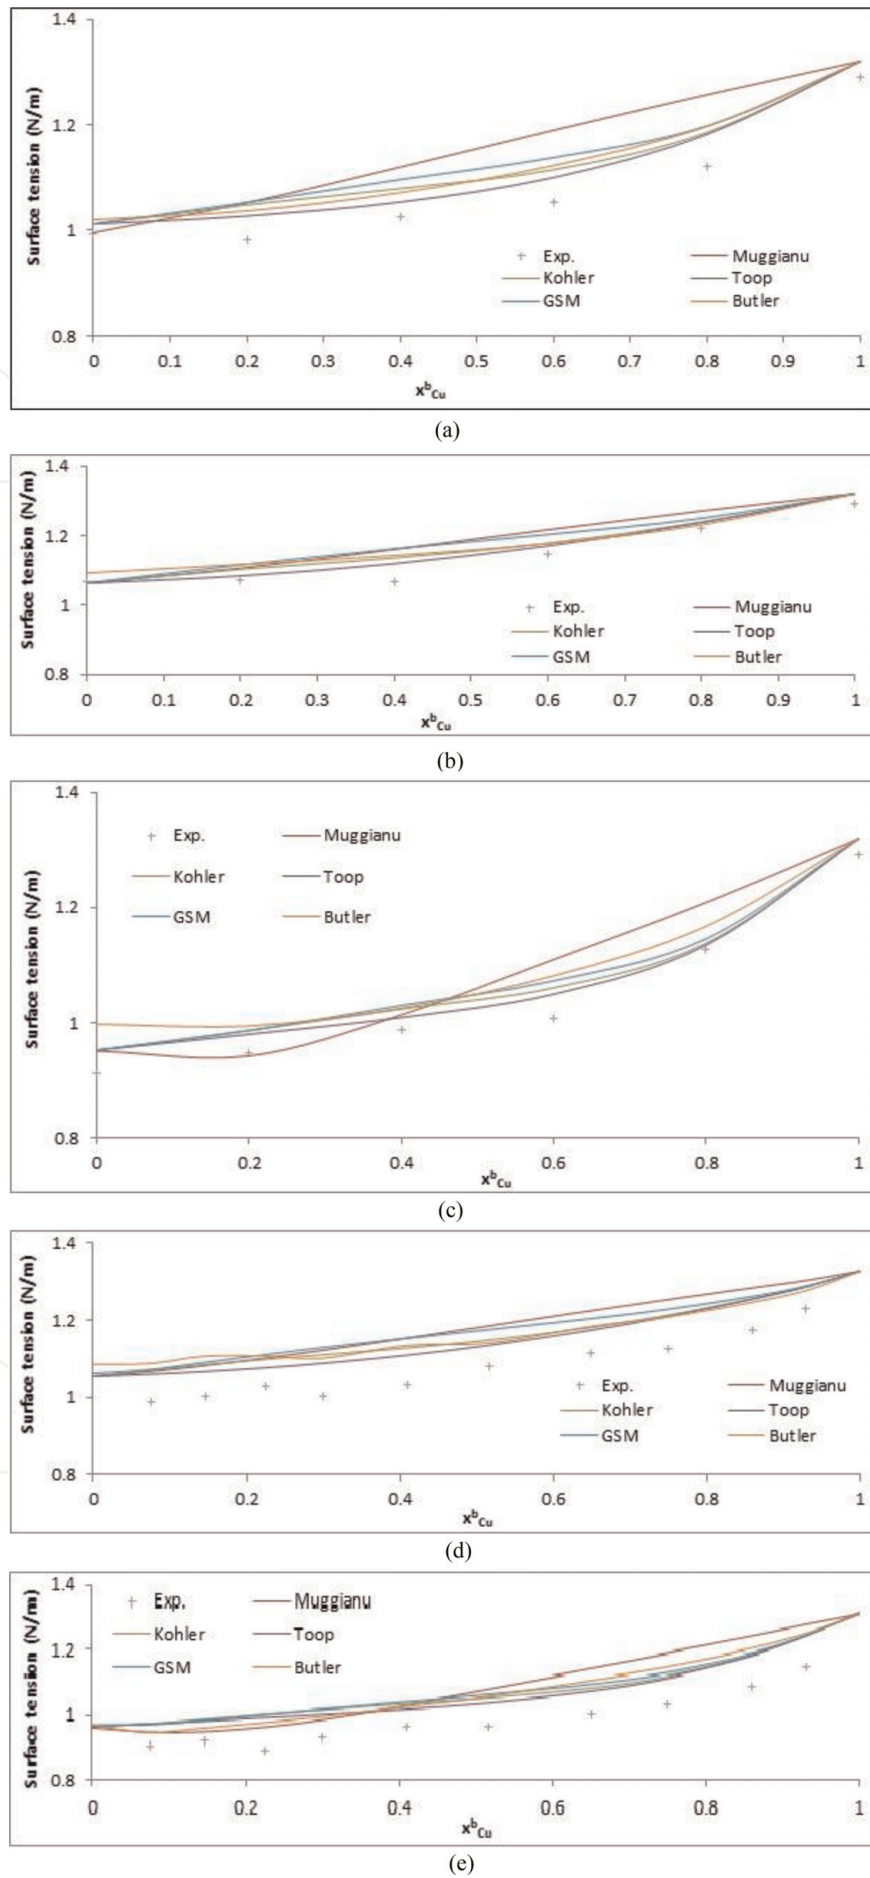 1.4
1.2
1
0.8
Surface tension (N/m)
Exp. Muggianu
Kohler Toop
GSM Butler
0 0.1 0.2 0.3 0.4 0.5 0.6 0.7 0.8 0.9 1
x^b_Cu
(a)
1.4
1.2
1
0.8
Surface tension (N/m)
Exp. Muggianu
Kohler Toop
GSM Butler
0 0.1 0.2 0.3 0.4 0.5 0.6 0.7 0.8 0.9 1
x^b_Cu
(b)
1.4
1.2
1
0.8
Surface tension (N/m)
Exp. Muggianu
Kohler Toop
GSM Butler
0 0.2 0.4 0.6 0.8 1
x^b_Cu
(c)
1.4
1.2
1
0.8
Surface tension (N/m)
Exp. Muggianu
Kohler Toop
GSM Butler
0 0.2 0.4 0.6 0.8 1
x^b_Cu
(d)
1.4
1.2
1
0.8
Surface tension (N/m)
Exp. Muggianu
Kohler Toop
GSM Butler
0 0.2 0.4 0.6 0.8 1
x^b_Cu
(e)